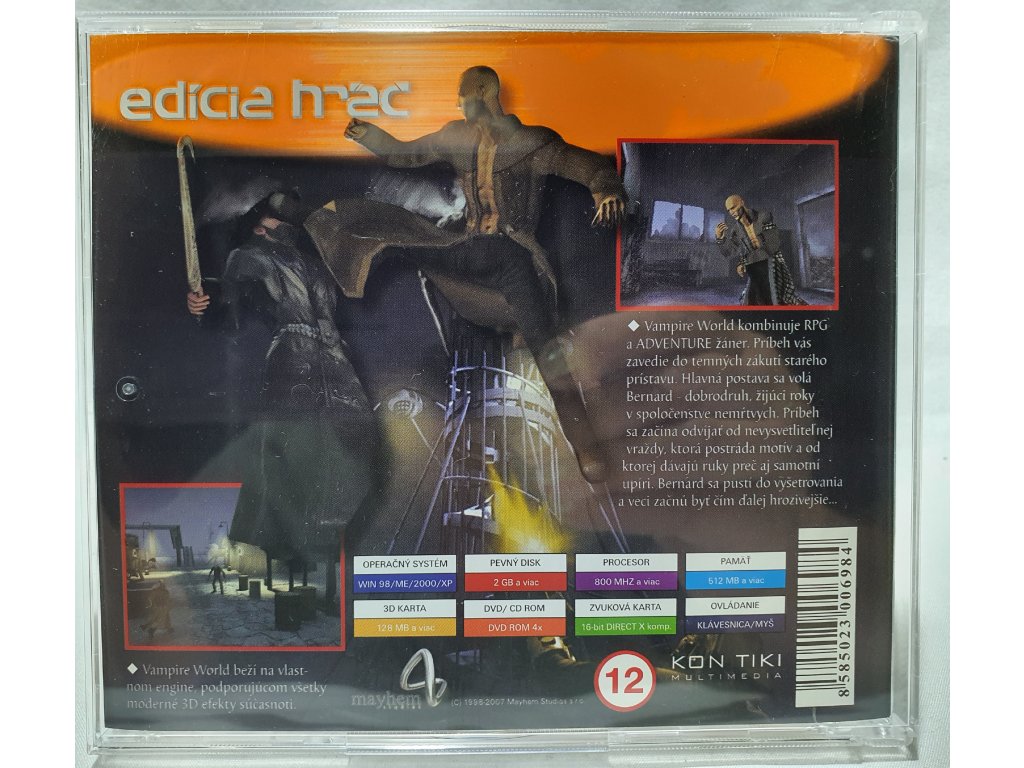 edícia hráč
◆ Vampire World kombinuje RPG
a ADVENTURE žáner. Príbeh vás
zavedie do temných zákutí starého
prístavu. Hlavná postava sa volá
Bernard - dobrodruh, žijúci roky
v spoločenstve nemŕtvych. Príbeh
sa začína odvíjať od nevysvetliteľnej
vraždy, ktorá postráda motív a od
ktorej dávajú ruky preč aj samotní
upíri. Bernard sa pustí do vyšetrovania
a veci začnú byť čím ďalej hrozivejšie...
OPERAČNÝ SYSTÉM
WIN 98/ME/2000/XP
PEVNÝ DISK
2 GB a viac
PROCESOR
800 MHZ a viac
PAMÄŤ
512 MB a viac
3D KARTA
128 MB a viac
DVD/ CD ROM
DVD ROM 4x
ZVUKOVÁ KARTA
16-bit DIRECT X komp.
OVLÁDANIE
KLÁVESNICA/MYŠ
◆ Vampire World beží na vlast-
nom engine, podporujúcom všetky
moderné 3D efekty súčasnosti.
mayhem
(C) 1998-2007 Mayhem Studios s.r.o.
12
KON TIKI
MULTIMEDIA
8585023006984